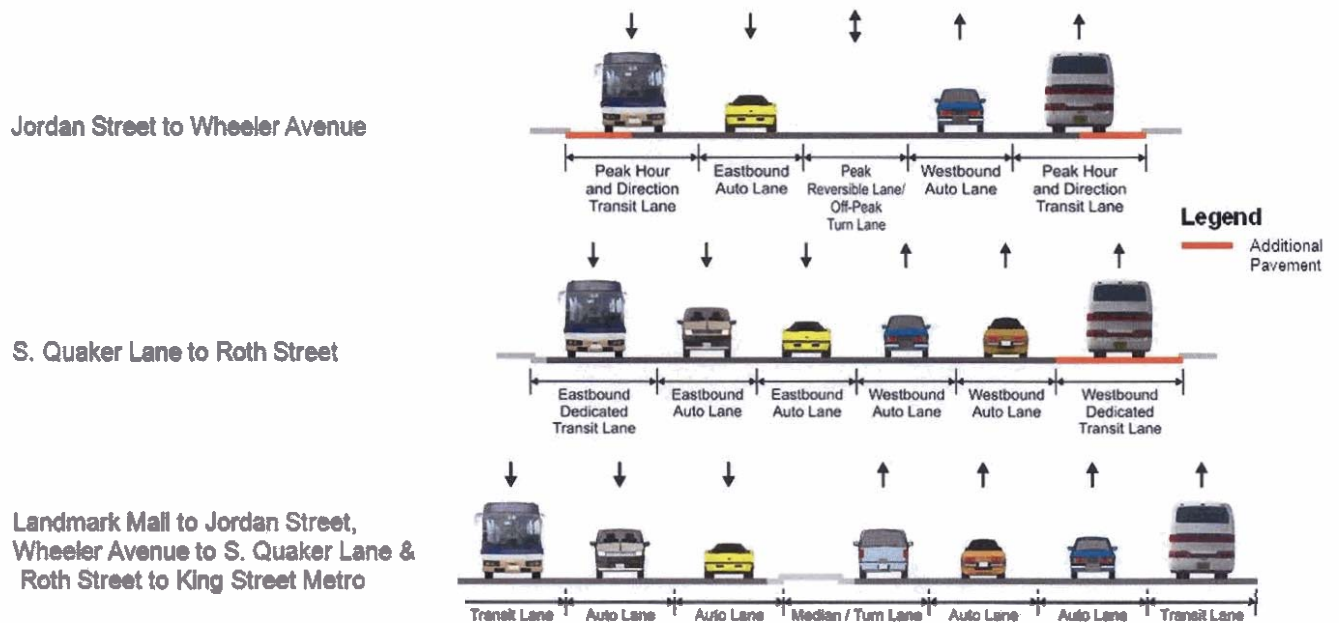 Jordan Street to Wheeler Avenue
Peak Hour
and Direction
Transit Lane
Eastbound
Auto Lane
Peak
Reversible Lane/
Off-Peak
Turn Lane
Westbound
Auto Lane
Peak Hour
and Direction
Transit Lane
Legend
Additional
Pavement
S. Quaker Lane to Roth Street
Eastbound
Dedicated
Transit Lane
Eastbound
Auto Lane
Eastbound
Auto Lane
Westbound
Auto Lane
Westbound
Auto Lane
Westbound
Dedicated
Transit Lane
Landmark Mall to Jordan Street,
Wheeler Avenue to S. Quaker Lane &
Roth Street to King Street Metro
Transit Lane
Auto Lane
Auto Lane
Median / Turn Lane
Auto Lane
Auto Lane
Transit Lane